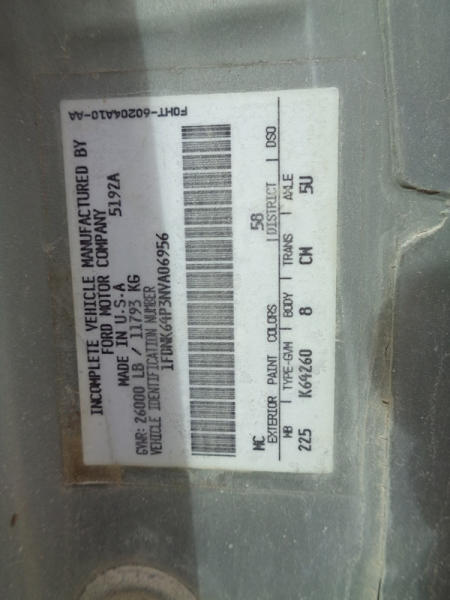 INCOMPLETE VEHICLE MANUFACTURED BY
FORD MOTOR COMPANY
MADE IN U.S.A 5192A
GVWR: 26000 LB / 11793 KG
VEHICLE IDENTIFICATION NUMBER
1FDNK64P3NVA06956
F0HT-60204A10-AA
MC 58
EXTERIOR PAINT COLORS DISTRICT DSO
WB TYPE-GVW BODY TRANS AXLE
225 K64260 8 CM 5U